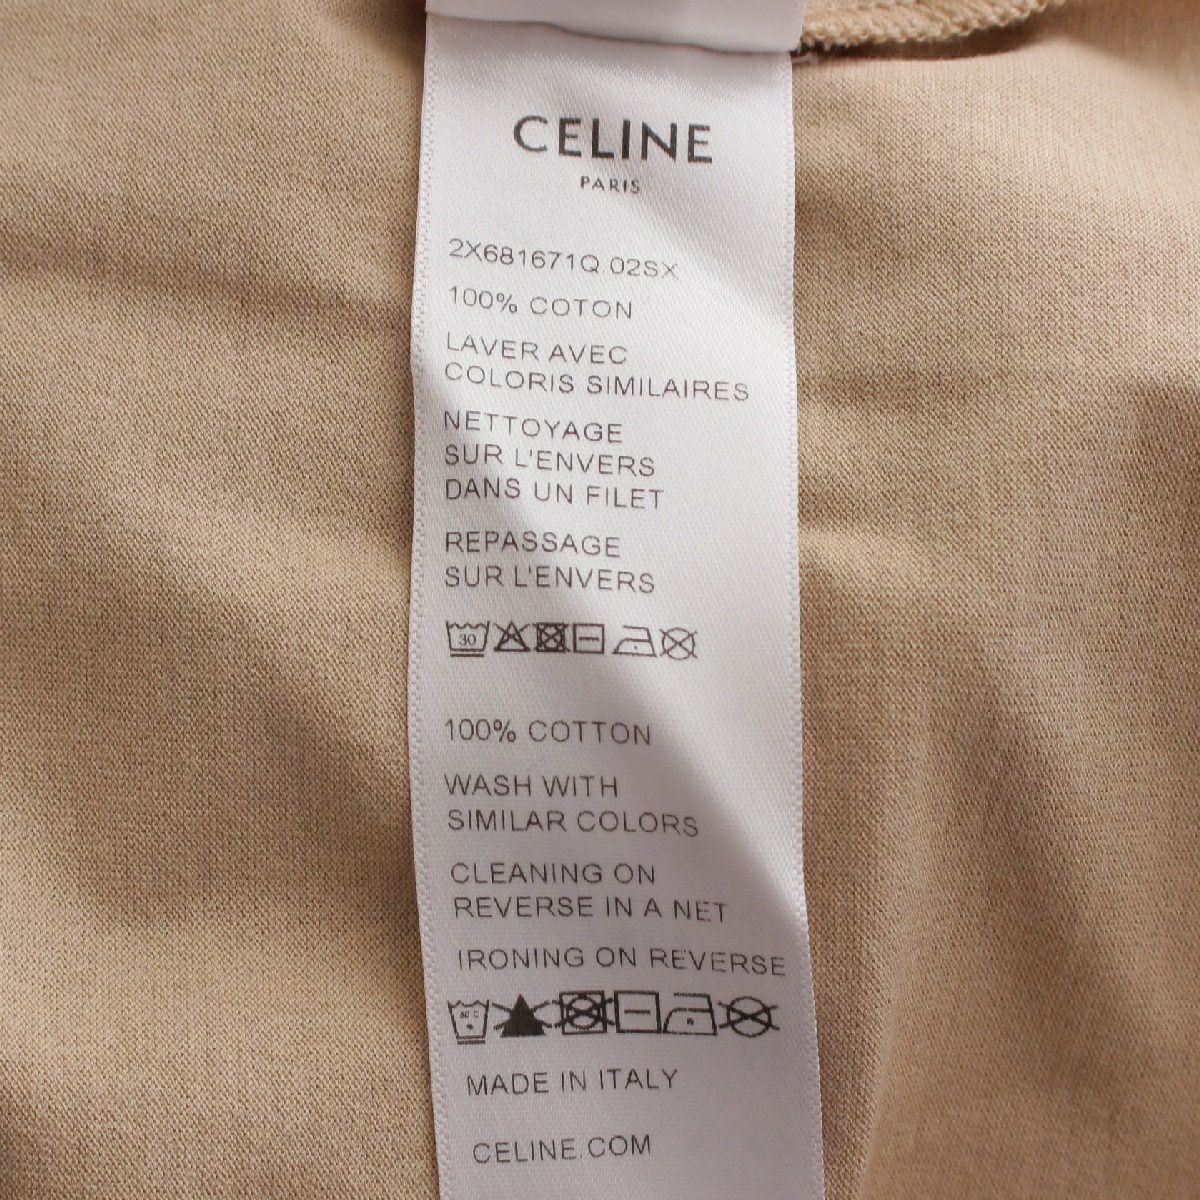 CELINE
PARIS
2X681671Q.02SX
100% COTON
LAVER AVEC
COLORIS SIMILAIRES
NETTOYAGE
SUR L'ENVERS
DANS UN FILET
REPASSAGE
SUR L'ENVERS
30
100% COTTON
WASH WITH
SIMILAR COLORS
CLEANING ON
REVERSE IN A NET
IRONING ON REVERSE
MADE IN ITALY
CELINE.COM